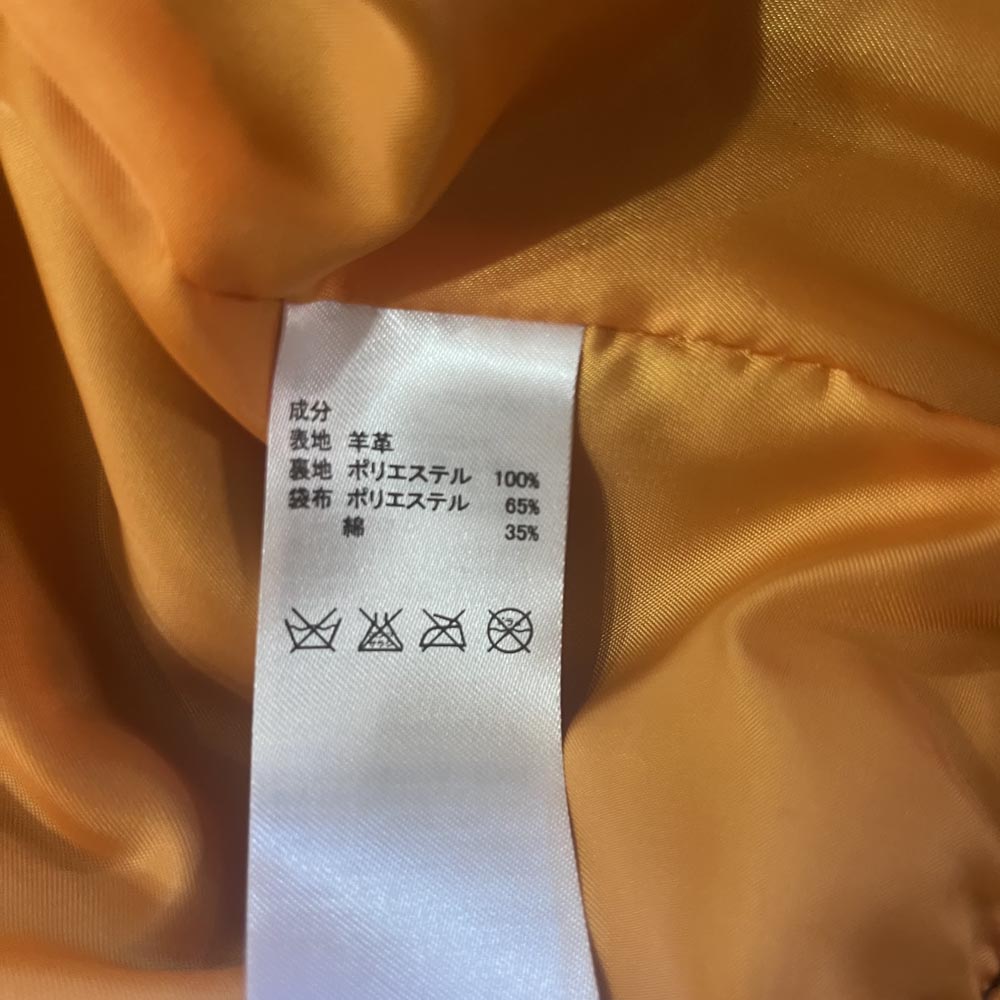 成分
表地 羊革
裏地 ポリエステル 100%
袋布 ポリエステル 65%
綿 35%